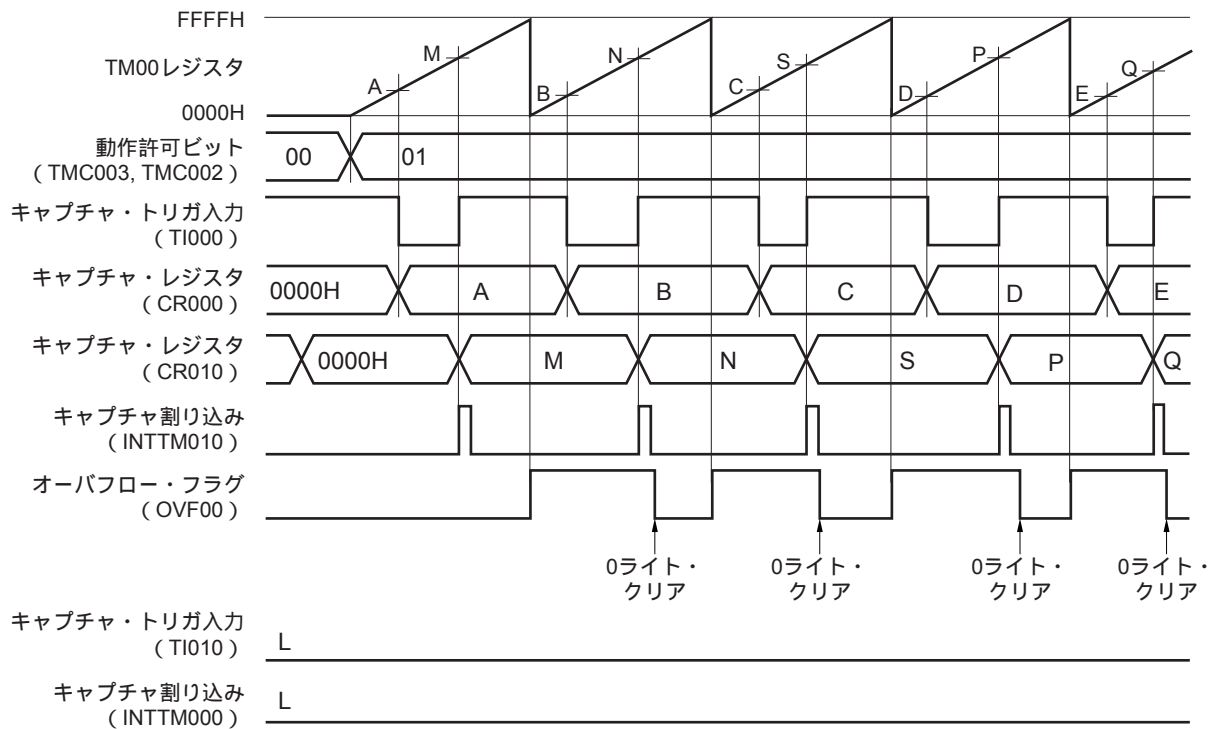 FFFFH
TM00レジスタ
0000H
A
M
B
N
C
S
D
P
E
Q
動作許可ビット
（TMC003, TMC002）
00
01
キャプチャ・トリガ入力
（TI000）
キャプチャ・レジスタ
（CR000）
0000H
A
B
C
D
E
キャプチャ・レジスタ
（CR010）
0000H
M
N
S
P
Q
キャプチャ割り込み
（INTTM010）
オーバフロー・フラグ
（OVF00）
0ライト・
クリア
0ライト・
クリア
0ライト・
クリア
0ライト・
クリア
キャプチャ・トリガ入力
（TI010）
L
キャプチャ割り込み
（INTTM000）
L